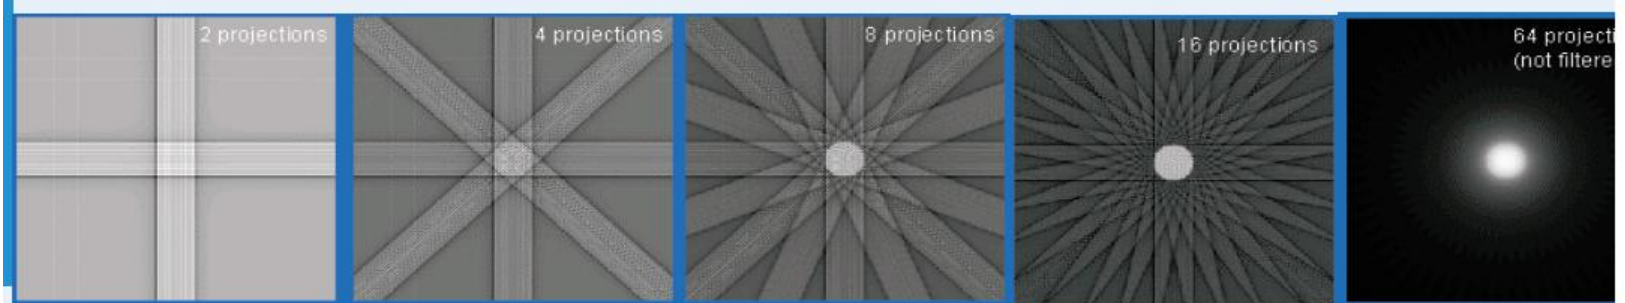 2 projections
4 projections
8 projections
16 projections
64 projecti
(not filtere